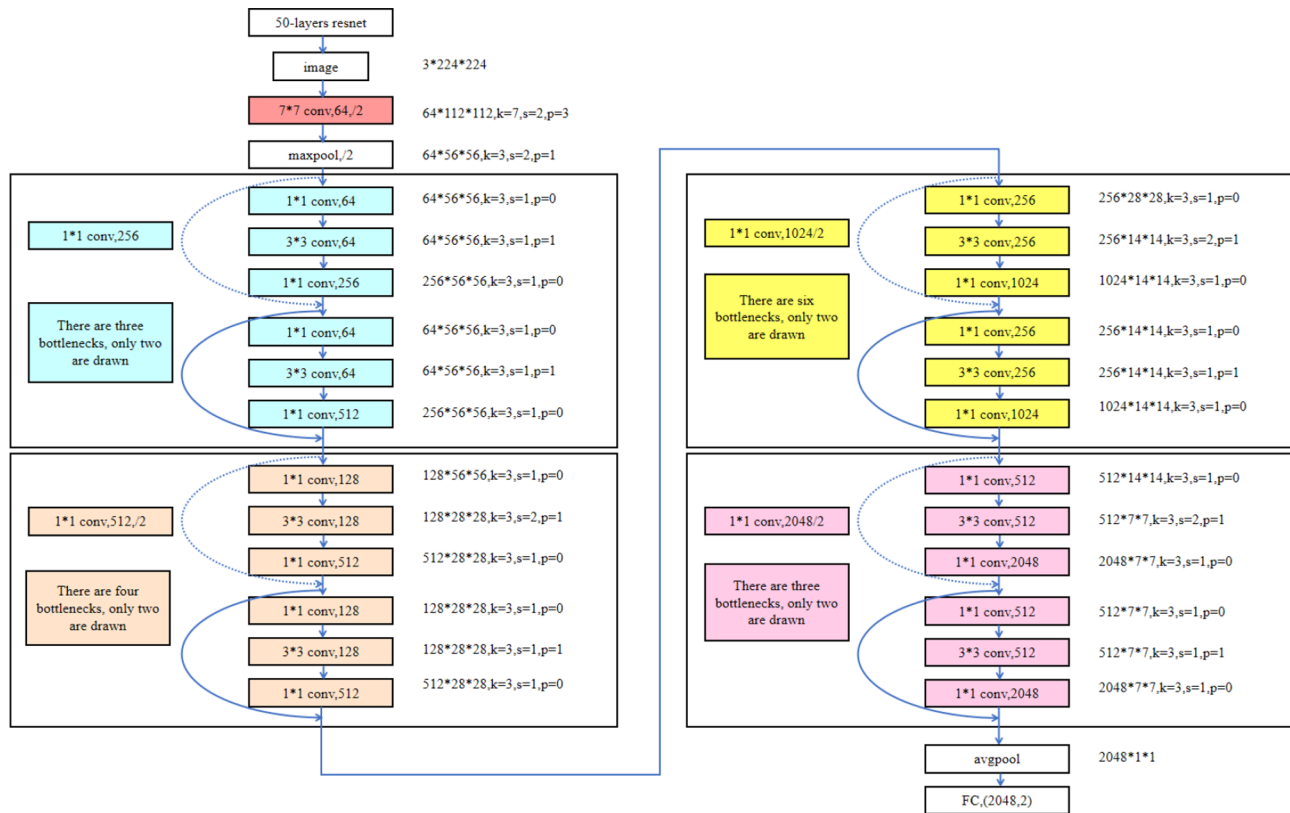 50-layers resnet
image
3*224*224
7*7 conv,64,/2
64*112*112,k=7,s=2,p=3
maxpool,/2
64*56*56,k=3,s=2,p=1
1*1 conv,64
64*56*56,k=3,s=1,p=0
1*1 conv,256
3*3 conv,64
64*56*56,k=3,s=1,p=1
1*1 conv,256
256*56*56,k=3,s=1,p=0
There are three
bottlenecks, only two
are drawn
1*1 conv,64
64*56*56,k=3,s=1,p=0
3*3 conv,64
64*56*56,k=3,s=1,p=1
1*1 conv,512
256*56*56,k=3,s=1,p=0
1*1 conv,128
128*56*56,k=3,s=1,p=0
1*1 conv,512,/2
3*3 conv,128
128*28*28,k=3,s=2,p=1
1*1 conv,512
512*28*28,k=3,s=1,p=0
There are four
bottlenecks, only two
are drawn
1*1 conv,128
128*28*28,k=3,s=1,p=0
3*3 conv,128
128*28*28,k=3,s=1,p=1
1*1 conv,512
512*28*28,k=3,s=1,p=0
1*1 conv,256
256*28*28,k=3,s=1,p=0
1*1 conv,1024/2
3*3 conv,256
256*14*14,k=3,s=2,p=1
1*1 conv,1024
1024*14*14,k=3,s=1,p=0
There are six
bottlenecks, only two
are drawn
1*1 conv,256
256*14*14,k=3,s=1,p=0
3*3 conv,256
256*14*14,k=3,s=1,p=1
1*1 conv,1024
1024*14*14,k=3,s=1,p=0
1*1 conv,512
512*14*14,k=3,s=1,p=0
1*1 conv,2048/2
3*3 conv,512
512*7*7,k=3,s=2,p=1
1*1 conv,2048
2048*7*7,k=3,s=1,p=0
There are three
bottlenecks, only two
are drawn
1*1 conv,512
512*7*7,k=3,s=1,p=0
3*3 conv,512
512*7*7,k=3,s=1,p=1
1*1 conv,2048
2048*7*7,k=3,s=1,p=0
avgpool
2048*1*1
FC,(2048,2)